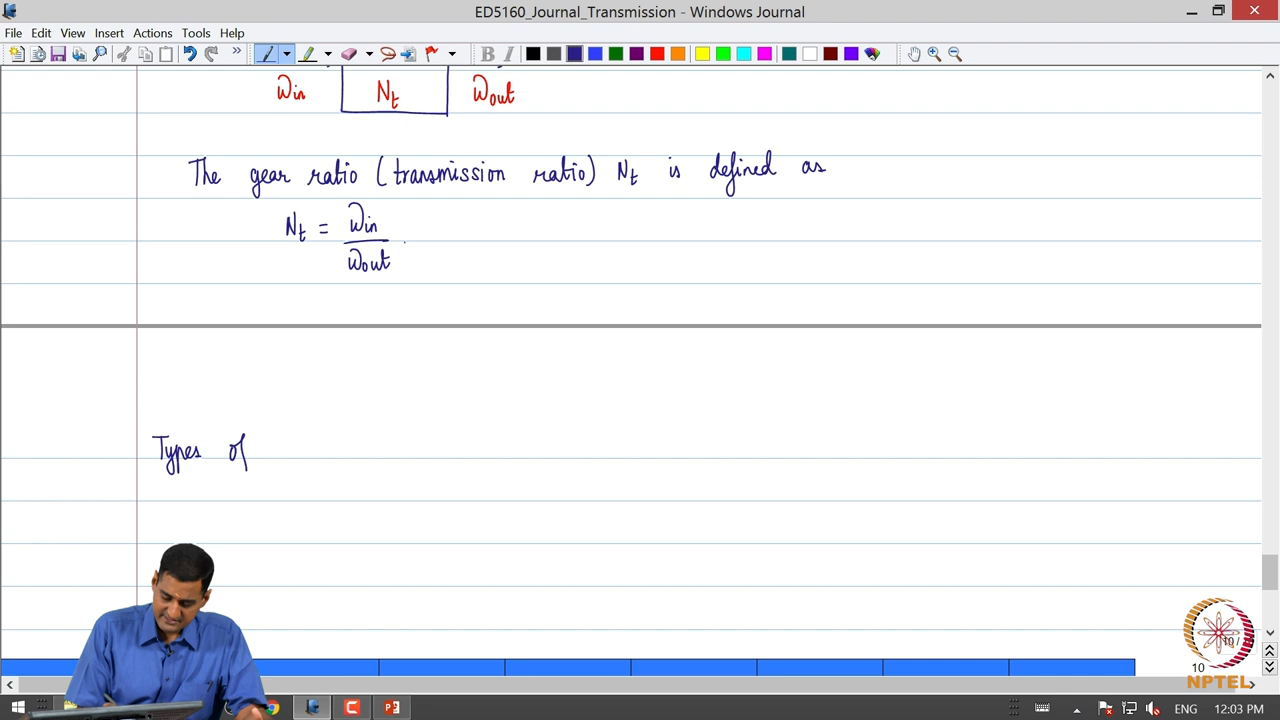 ED5160_Journal_Transmission - Windows Journal
File Edit View Insert Actions Tools Help
ωin Nt ωout
The gear ratio (transmission ratio) Nt is defined as
Nt = ωin
ωout
Types of
10
NPTEL
ENG 12:03 PM